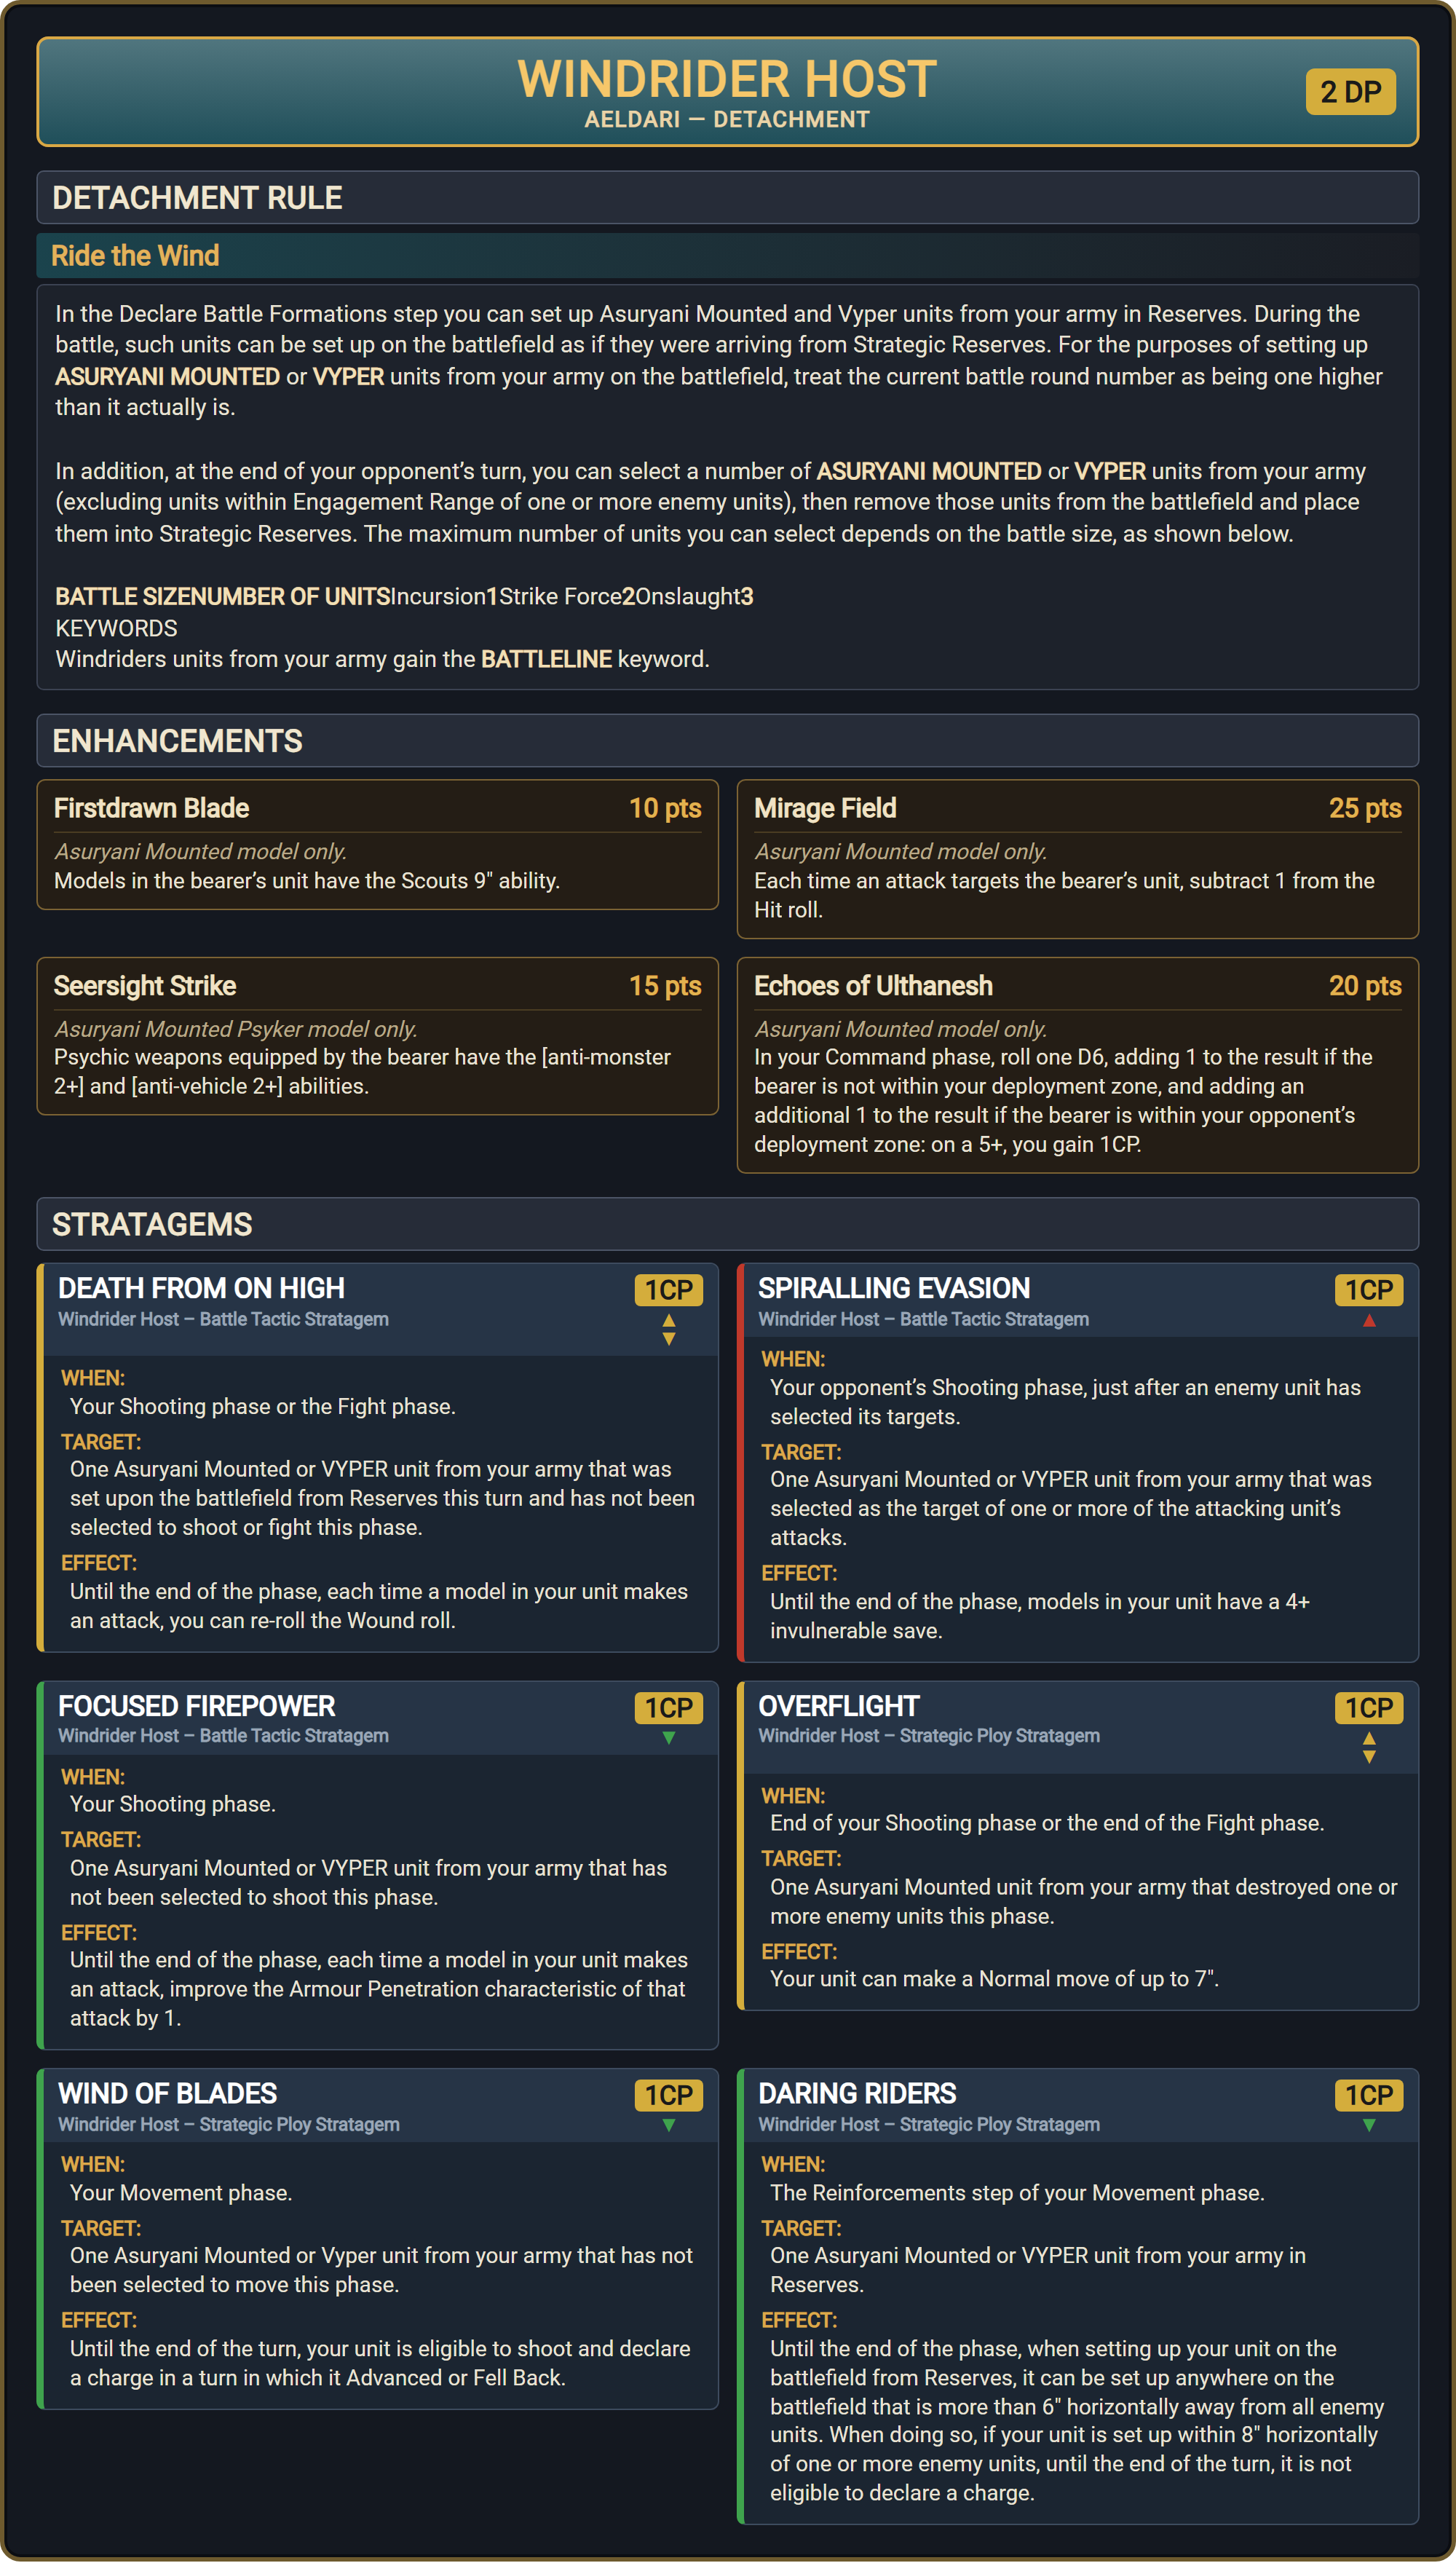 WINDRIDER HOST
AELDARI — DETACHMENT
2 DP
DETACHMENT RULE
Ride the Wind
In the Declare Battle Formations step you can set up Asuryani Mounted and Vyper units from your army in Reserves. During the
battle, such units can be set up on the battlefield as if they were arriving from Strategic Reserves. For the purposes of setting up
ASURYANI MOUNTED or VYPER units from your army on the battlefield, treat the current battle round number as being one higher
than it actually is.
In addition, at the end of your opponent’s turn, you can select a number of ASURYANI MOUNTED or VYPER units from your army
(excluding units within Engagement Range of one or more enemy units), then remove those units from the battlefield and place
them into Strategic Reserves. The maximum number of units you can select depends on the battle size, as shown below.
BATTLE SIZENUMBER OF UNITSIncursion1Strike Force2Onslaught3
KEYWORDS
Windriders units from your army gain the BATTLELINE keyword.
ENHANCEMENTS
Firstdrawn Blade
10 pts
Asuryani Mounted model only.
Models in the bearer’s unit have the Scouts 9" ability.
Mirage Field
25 pts
Asuryani Mounted model only.
Each time an attack targets the bearer’s unit, subtract 1 from the
Hit roll.
Seersight Strike
15 pts
Asuryani Mounted Psyker model only.
Psychic weapons equipped by the bearer have the [anti-monster
2+] and [anti-vehicle 2+] abilities.
Echoes of Ulthanesh
20 pts
Asuryani Mounted model only.
In your Command phase, roll one D6, adding 1 to the result if the
bearer is not within your deployment zone, and adding an
additional 1 to the result if the bearer is within your opponent’s
deployment zone: on a 5+, you gain 1CP.
STRATAGEMS
DEATH FROM ON HIGH
1CP
Windrider Host – Battle Tactic Stratagem
▲
▼
WHEN:
Your Shooting phase or the Fight phase.
TARGET:
One Asuryani Mounted or VYPER unit from your army that was
set upon the battlefield from Reserves this turn and has not been
selected to shoot or fight this phase.
EFFECT:
Until the end of the phase, each time a model in your unit makes
an attack, you can re-roll the Wound roll.
SPIRALLING EVASION
1CP
Windrider Host – Battle Tactic Stratagem
▲
WHEN:
Your opponent’s Shooting phase, just after an enemy unit has
selected its targets.
TARGET:
One Asuryani Mounted or VYPER unit from your army that was
selected as the target of one or more of the attacking unit’s
attacks.
EFFECT:
Until the end of the phase, models in your unit have a 4+
invulnerable save.
FOCUSED FIREPOWER
1CP
Windrider Host – Battle Tactic Stratagem
▼
WHEN:
Your Shooting phase.
TARGET:
One Asuryani Mounted or VYPER unit from your army that has
not been selected to shoot this phase.
EFFECT:
Until the end of the phase, each time a model in your unit makes
an attack, improve the Armour Penetration characteristic of that
attack by 1.
OVERFLIGHT
1CP
Windrider Host – Strategic Ploy Stratagem
▲
▼
WHEN:
End of your Shooting phase or the end of the Fight phase.
TARGET:
One Asuryani Mounted unit from your army that destroyed one or
more enemy units this phase.
EFFECT:
Your unit can make a Normal move of up to 7".
WIND OF BLADES
1CP
Windrider Host – Strategic Ploy Stratagem
▼
WHEN:
Your Movement phase.
TARGET:
One Asuryani Mounted or Vyper unit from your army that has not
been selected to move this phase.
EFFECT:
Until the end of the turn, your unit is eligible to shoot and declare
a charge in a turn in which it Advanced or Fell Back.
DARING RIDERS
1CP
Windrider Host – Strategic Ploy Stratagem
▼
WHEN:
The Reinforcements step of your Movement phase.
TARGET:
One Asuryani Mounted or VYPER unit from your army in
Reserves.
EFFECT:
Until the end of the phase, when setting up your unit on the
battlefield from Reserves, it can be set up anywhere on the
battlefield that is more than 6" horizontally away from all enemy
units. When doing so, if your unit is set up within 8" horizontally
of one or more enemy units, until the end of the turn, it is not
eligible to declare a charge.